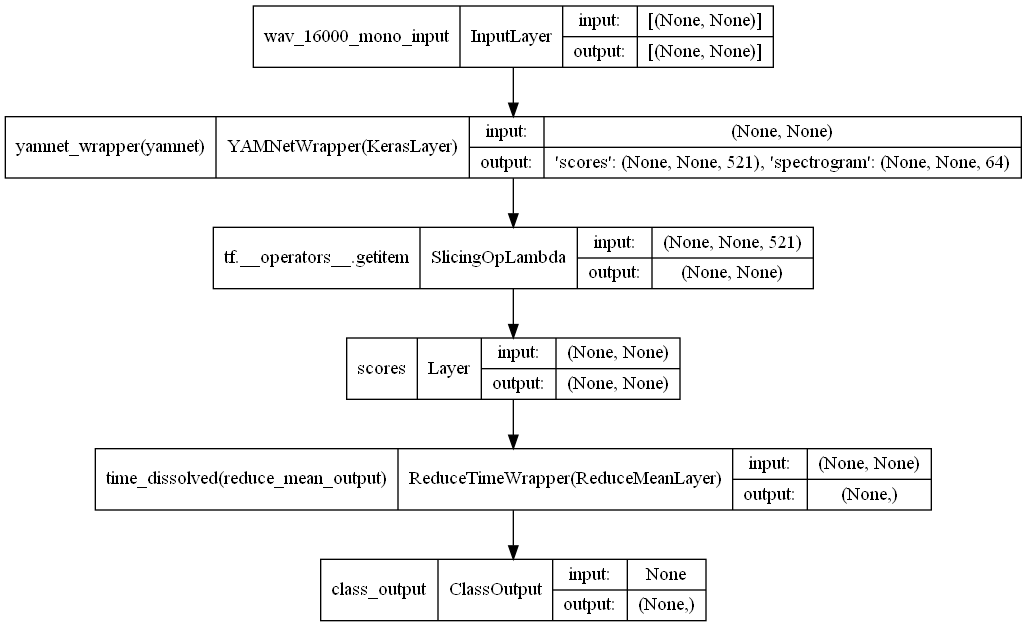 wav_16000_mono_input InputLayer input: [(None, None)]
output: [(None, None)]
yamnet_wrapper(yamnet) YAMNetWrapper(KerasLayer) input: (None, None)
output: 'scores': (None, None, 521), 'spectrogram': (None, None, 64)
tf.__operators__.getitem SlicingOpLambda input: (None, None, 521)
output: (None, None)
scores Layer input: (None, None)
output: (None, None)
time_dissolved(reduce_mean_output) ReduceTimeWrapper(ReduceMeanLayer) input: (None, None)
output: (None,)
class_output ClassOutput input: None
output: (None,)